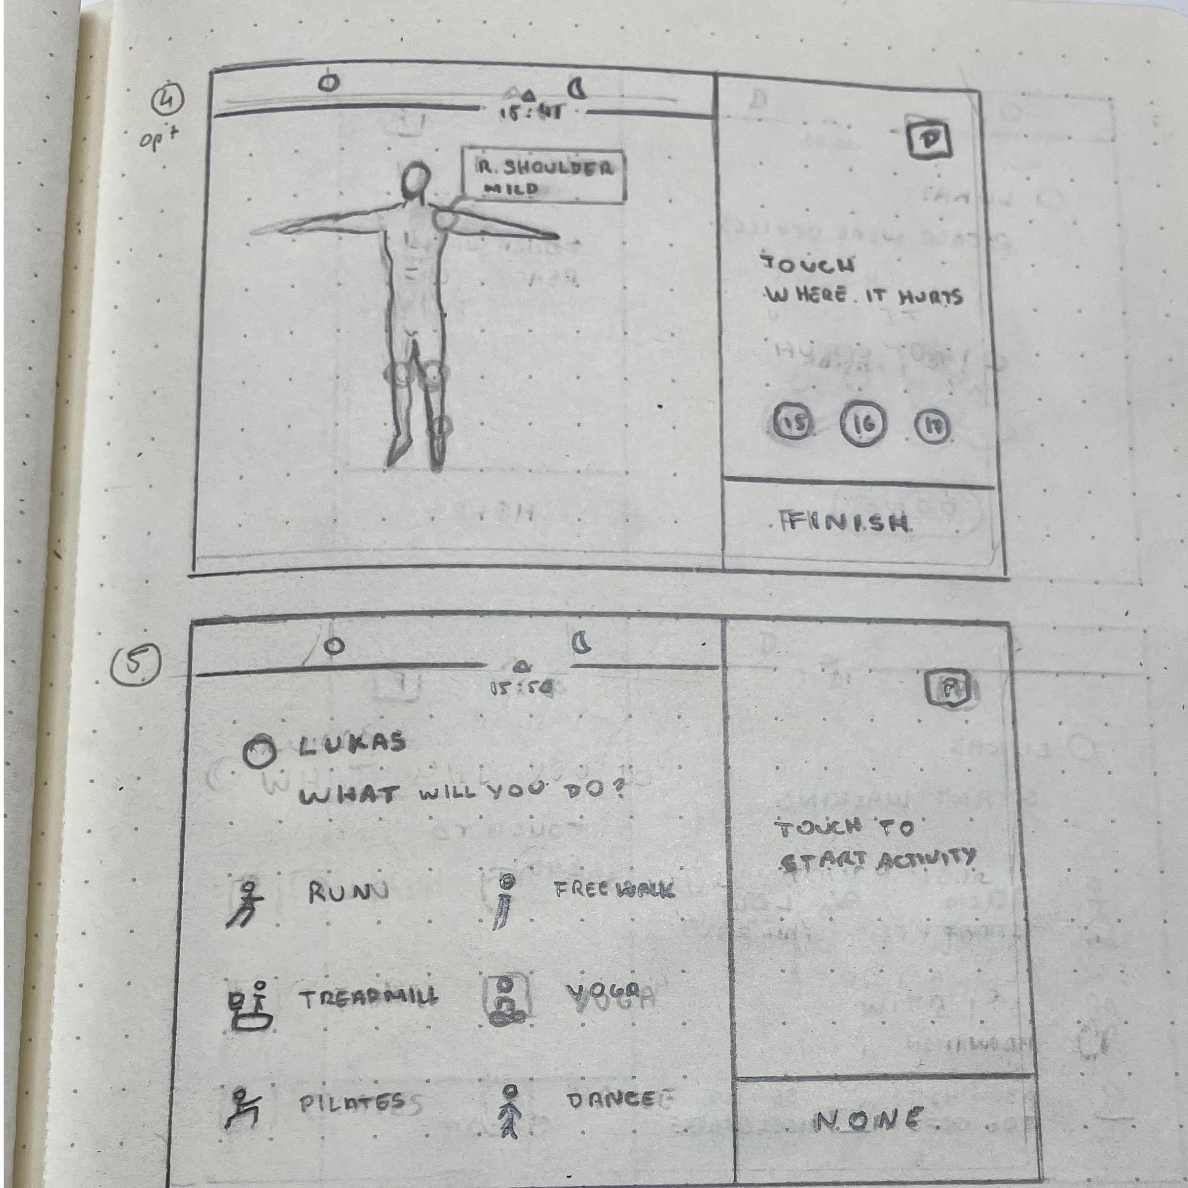 4
opt
15:45
R. SHOULDER
MILD
TOUCH
WHERE IT HURTS
15 16 17
FINISH
5
15:50
P
LUKAS
WHAT WILL YOU DO?
TOUCH TO
START ACTIVITY
RUN
FREE WALK
TREADMILL
YOGA
PILATES
DANCE
NONE